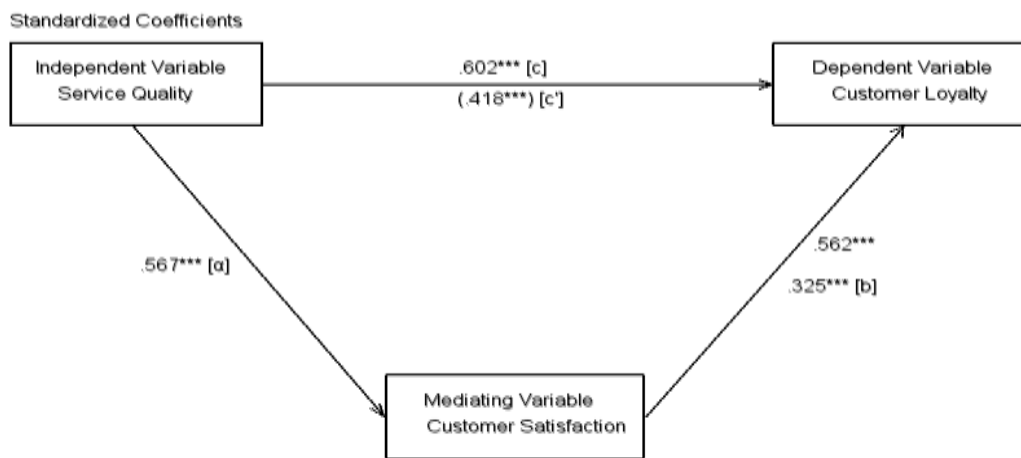 Standardized Coefficients
Independent Variable
Service Quality
.602*** [c]
(.418***) [c']
Dependent Variable
Customer Loyalty
.567*** [α]
.562***
.325*** [b]
Mediating Variable
Customer Satisfaction